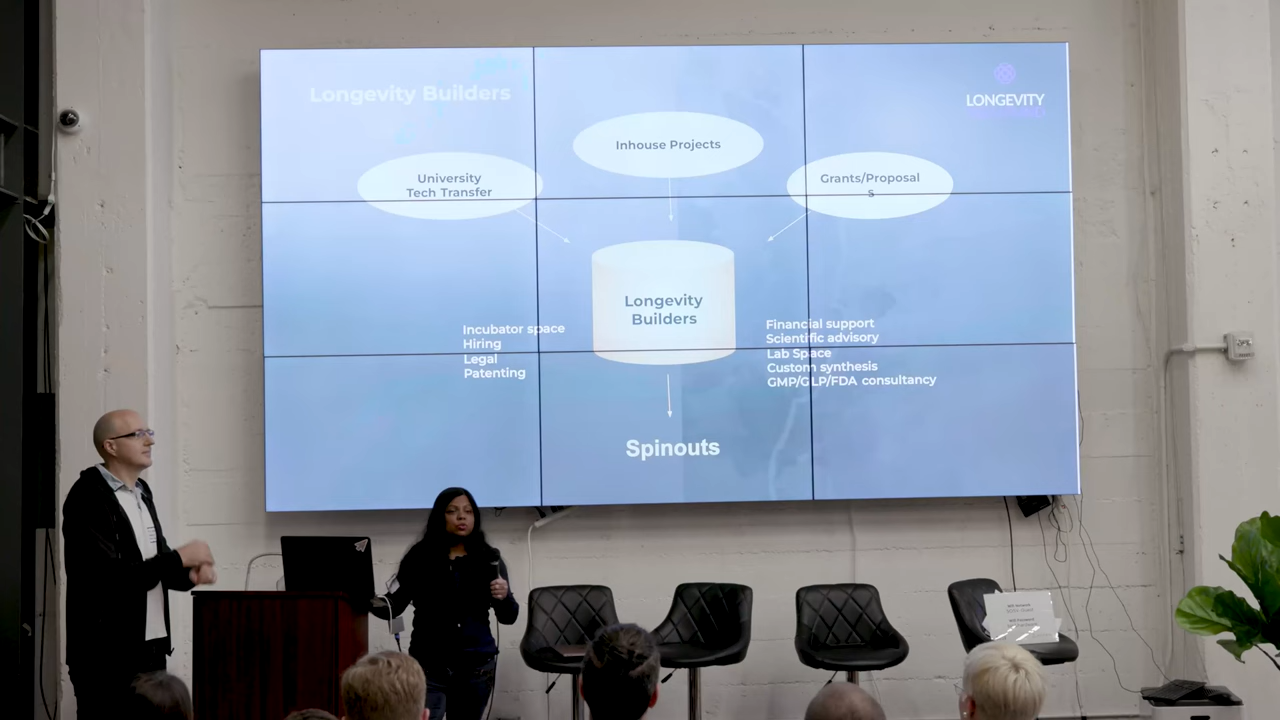 Longevity Builders
LONGEVITY
Inhouse Projects
University
Tech Transfer
Grants/Proposal
s
Longevity
Builders
Incubator space
Hiring
Legal
Patenting
Financial support
Scientific advisory
Lab Space
Custom synthesis
GMP/GLP/FDA consultancy
Spinouts